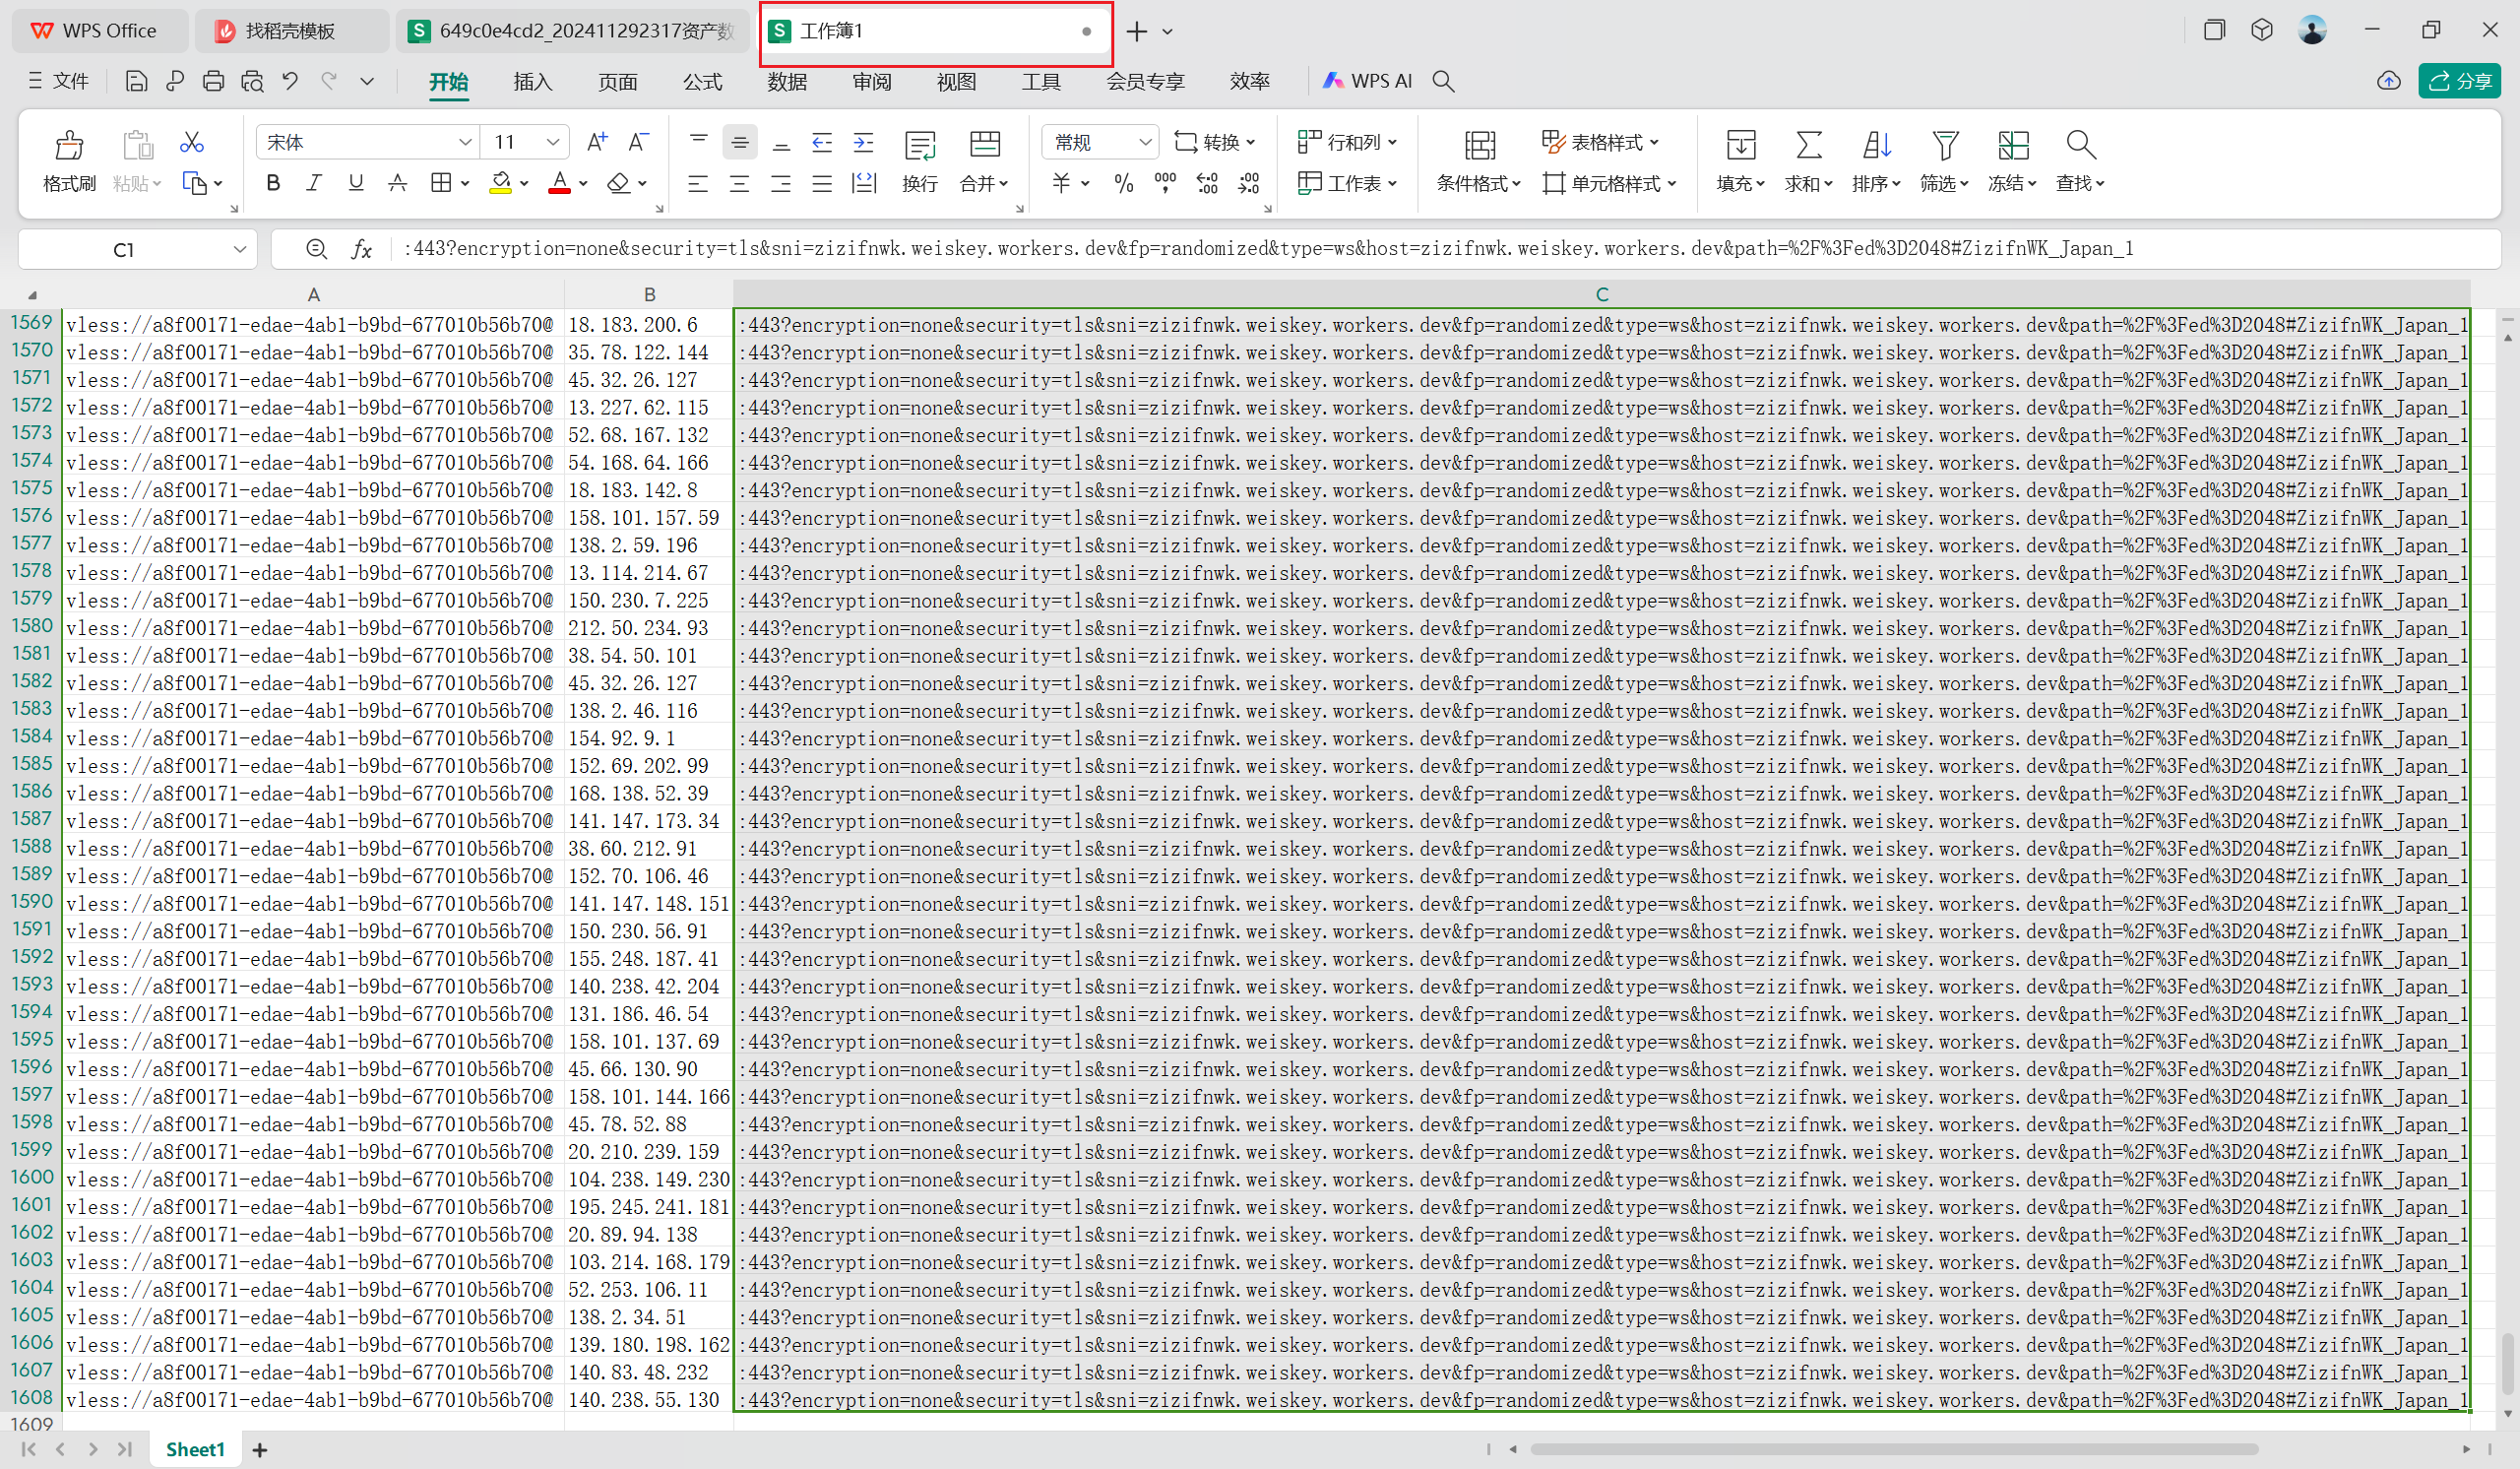 WPS Office 找稻壳模板 649c0e4cd2_202411292317资产数 工作簿1
文件 开始 插入 页面 公式 数据 审阅 视图 工具 会员专享 效率 WPS AI 分享
宋体 11 常规 转换 行和列 表格样式
格式刷 粘贴 换行 合并 工作表 条件格式 单元格样式 填充 求和 排序 筛选 冻结 查找
C1 :443?encryption=none&security=tls&sni=zizifnwk.weiskey.workers.dev&fp=randomized&type=ws&host=zizifnwk.weiskey.workers.dev&path=%2F%3Fed%3D2048#ZizifnWK_Japan_1
A B C
1569 vless://a8f00171-edae-4ab1-b9bd-677010b56b70@ 18.183.200.6 :443?encryption=none&security=tls&sni=zizifnwk.weiskey.workers.dev&fp=randomized&type=ws&host=zizifnwk.weiskey.workers.dev&path=%2F%3Fed%3D2048#ZizifnWK_Japan_1
1570 vless://a8f00171-edae-4ab1-b9bd-677010b56b70@ 35.78.122.144 :443?encryption=none&security=tls&sni=zizifnwk.weiskey.workers.dev&fp=randomized&type=ws&host=zizifnwk.weiskey.workers.dev&path=%2F%3Fed%3D2048#ZizifnWK_Japan_1
1571 vless://a8f00171-edae-4ab1-b9bd-677010b56b70@ 45.32.26.127 :443?encryption=none&security=tls&sni=zizifnwk.weiskey.workers.dev&fp=randomized&type=ws&host=zizifnwk.weiskey.workers.dev&path=%2F%3Fed%3D2048#ZizifnWK_Japan_1
1572 vless://a8f00171-edae-4ab1-b9bd-677010b56b70@ 13.227.62.115 :443?encryption=none&security=tls&sni=zizifnwk.weiskey.workers.dev&fp=randomized&type=ws&host=zizifnwk.weiskey.workers.dev&path=%2F%3Fed%3D2048#ZizifnWK_Japan_1
1573 vless://a8f00171-edae-4ab1-b9bd-677010b56b70@ 52.68.167.132 :443?encryption=none&security=tls&sni=zizifnwk.weiskey.workers.dev&fp=randomized&type=ws&host=zizifnwk.weiskey.workers.dev&path=%2F%3Fed%3D2048#ZizifnWK_Japan_1
1574 vless://a8f00171-edae-4ab1-b9bd-677010b56b70@ 54.168.64.166 :443?encryption=none&security=tls&sni=zizifnwk.weiskey.workers.dev&fp=randomized&type=ws&host=zizifnwk.weiskey.workers.dev&path=%2F%3Fed%3D2048#ZizifnWK_Japan_1
1575 vless://a8f00171-edae-4ab1-b9bd-677010b56b70@ 18.183.142.8 :443?encryption=none&security=tls&sni=zizifnwk.weiskey.workers.dev&fp=randomized&type=ws&host=zizifnwk.weiskey.workers.dev&path=%2F%3Fed%3D2048#ZizifnWK_Japan_1
1576 vless://a8f00171-edae-4ab1-b9bd-677010b56b70@ 158.101.157.59 :443?encryption=none&security=tls&sni=zizifnwk.weiskey.workers.dev&fp=randomized&type=ws&host=zizifnwk.weiskey.workers.dev&path=%2F%3Fed%3D2048#ZizifnWK_Japan_1
1577 vless://a8f00171-edae-4ab1-b9bd-677010b56b70@ 138.2.59.196 :443?encryption=none&security=tls&sni=zizifnwk.weiskey.workers.dev&fp=randomized&type=ws&host=zizifnwk.weiskey.workers.dev&path=%2F%3Fed%3D2048#ZizifnWK_Japan_1
1578 vless://a8f00171-edae-4ab1-b9bd-677010b56b70@ 13.114.214.67 :443?encryption=none&security=tls&sni=zizifnwk.weiskey.workers.dev&fp=randomized&type=ws&host=zizifnwk.weiskey.workers.dev&path=%2F%3Fed%3D2048#ZizifnWK_Japan_1
1579 vless://a8f00171-edae-4ab1-b9bd-677010b56b70@ 150.230.7.225 :443?encryption=none&security=tls&sni=zizifnwk.weiskey.workers.dev&fp=randomized&type=ws&host=zizifnwk.weiskey.workers.dev&path=%2F%3Fed%3D2048#ZizifnWK_Japan_1
1580 vless://a8f00171-edae-4ab1-b9bd-677010b56b70@ 212.50.234.93 :443?encryption=none&security=tls&sni=zizifnwk.weiskey.workers.dev&fp=randomized&type=ws&host=zizifnwk.weiskey.workers.dev&path=%2F%3Fed%3D2048#ZizifnWK_Japan_1
1581 vless://a8f00171-edae-4ab1-b9bd-677010b56b70@ 38.54.50.101 :443?encryption=none&security=tls&sni=zizifnwk.weiskey.workers.dev&fp=randomized&type=ws&host=zizifnwk.weiskey.workers.dev&path=%2F%3Fed%3D2048#ZizifnWK_Japan_1
1582 vless://a8f00171-edae-4ab1-b9bd-677010b56b70@ 45.32.26.127 :443?encryption=none&security=tls&sni=zizifnwk.weiskey.workers.dev&fp=randomized&type=ws&host=zizifnwk.weiskey.workers.dev&path=%2F%3Fed%3D2048#ZizifnWK_Japan_1
1583 vless://a8f00171-edae-4ab1-b9bd-677010b56b70@ 138.2.46.116 :443?encryption=none&security=tls&sni=zizifnwk.weiskey.workers.dev&fp=randomized&type=ws&host=zizifnwk.weiskey.workers.dev&path=%2F%3Fed%3D2048#ZizifnWK_Japan_1
1584 vless://a8f00171-edae-4ab1-b9bd-677010b56b70@ 154.92.9.1 :443?encryption=none&security=tls&sni=zizifnwk.weiskey.workers.dev&fp=randomized&type=ws&host=zizifnwk.weiskey.workers.dev&path=%2F%3Fed%3D2048#ZizifnWK_Japan_1
1585 vless://a8f00171-edae-4ab1-b9bd-677010b56b70@ 152.69.202.99 :443?encryption=none&security=tls&sni=zizifnwk.weiskey.workers.dev&fp=randomized&type=ws&host=zizifnwk.weiskey.workers.dev&path=%2F%3Fed%3D2048#ZizifnWK_Japan_1
1586 vless://a8f00171-edae-4ab1-b9bd-677010b56b70@ 168.138.52.39 :443?encryption=none&security=tls&sni=zizifnwk.weiskey.workers.dev&fp=randomized&type=ws&host=zizifnwk.weiskey.workers.dev&path=%2F%3Fed%3D2048#ZizifnWK_Japan_1
1587 vless://a8f00171-edae-4ab1-b9bd-677010b56b70@ 141.147.173.34 :443?encryption=none&security=tls&sni=zizifnwk.weiskey.workers.dev&fp=randomized&type=ws&host=zizifnwk.weiskey.workers.dev&path=%2F%3Fed%3D2048#ZizifnWK_Japan_1
1588 vless://a8f00171-edae-4ab1-b9bd-677010b56b70@ 38.60.212.91 :443?encryption=none&security=tls&sni=zizifnwk.weiskey.workers.dev&fp=randomized&type=ws&host=zizifnwk.weiskey.workers.dev&path=%2F%3Fed%3D2048#ZizifnWK_Japan_1
1589 vless://a8f00171-edae-4ab1-b9bd-677010b56b70@ 152.70.106.46 :443?encryption=none&security=tls&sni=zizifnwk.weiskey.workers.dev&fp=randomized&type=ws&host=zizifnwk.weiskey.workers.dev&path=%2F%3Fed%3D2048#ZizifnWK_Japan_1
1590 vless://a8f00171-edae-4ab1-b9bd-677010b56b70@ 141.147.148.151 :443?encryption=none&security=tls&sni=zizifnwk.weiskey.workers.dev&fp=randomized&type=ws&host=zizifnwk.weiskey.workers.dev&path=%2F%3Fed%3D2048#ZizifnWK_Japan_1
1591 vless://a8f00171-edae-4ab1-b9bd-677010b56b70@ 150.230.56.91 :443?encryption=none&security=tls&sni=zizifnwk.weiskey.workers.dev&fp=randomized&type=ws&host=zizifnwk.weiskey.workers.dev&path=%2F%3Fed%3D2048#ZizifnWK_Japan_1
1592 vless://a8f00171-edae-4ab1-b9bd-677010b56b70@ 155.248.187.41 :443?encryption=none&security=tls&sni=zizifnwk.weiskey.workers.dev&fp=randomized&type=ws&host=zizifnwk.weiskey.workers.dev&path=%2F%3Fed%3D2048#ZizifnWK_Japan_1
1593 vless://a8f00171-edae-4ab1-b9bd-677010b56b70@ 140.238.42.204 :443?encryption=none&security=tls&sni=zizifnwk.weiskey.workers.dev&fp=randomized&type=ws&host=zizifnwk.weiskey.workers.dev&path=%2F%3Fed%3D2048#ZizifnWK_Japan_1
1594 vless://a8f00171-edae-4ab1-b9bd-677010b56b70@ 131.186.46.54 :443?encryption=none&security=tls&sni=zizifnwk.weiskey.workers.dev&fp=randomized&type=ws&host=zizifnwk.weiskey.workers.dev&path=%2F%3Fed%3D2048#ZizifnWK_Japan_1
1595 vless://a8f00171-edae-4ab1-b9bd-677010b56b70@ 158.101.137.69 :443?encryption=none&security=tls&sni=zizifnwk.weiskey.workers.dev&fp=randomized&type=ws&host=zizifnwk.weiskey.workers.dev&path=%2F%3Fed%3D2048#ZizifnWK_Japan_1
1596 vless://a8f00171-edae-4ab1-b9bd-677010b56b70@ 45.66.130.90 :443?encryption=none&security=tls&sni=zizifnwk.weiskey.workers.dev&fp=randomized&type=ws&host=zizifnwk.weiskey.workers.dev&path=%2F%3Fed%3D2048#ZizifnWK_Japan_1
1597 vless://a8f00171-edae-4ab1-b9bd-677010b56b70@ 158.101.144.166 :443?encryption=none&security=tls&sni=zizifnwk.weiskey.workers.dev&fp=randomized&type=ws&host=zizifnwk.weiskey.workers.dev&path=%2F%3Fed%3D2048#ZizifnWK_Japan_1
1598 vless://a8f00171-edae-4ab1-b9bd-677010b56b70@ 45.78.52.88 :443?encryption=none&security=tls&sni=zizifnwk.weiskey.workers.dev&fp=randomized&type=ws&host=zizifnwk.weiskey.workers.dev&path=%2F%3Fed%3D2048#ZizifnWK_Japan_1
1599 vless://a8f00171-edae-4ab1-b9bd-677010b56b70@ 20.210.239.159 :443?encryption=none&security=tls&sni=zizifnwk.weiskey.workers.dev&fp=randomized&type=ws&host=zizifnwk.weiskey.workers.dev&path=%2F%3Fed%3D2048#ZizifnWK_Japan_1
1600 vless://a8f00171-edae-4ab1-b9bd-677010b56b70@ 104.238.149.230 :443?encryption=none&security=tls&sni=zizifnwk.weiskey.workers.dev&fp=randomized&type=ws&host=zizifnwk.weiskey.workers.dev&path=%2F%3Fed%3D2048#ZizifnWK_Japan_1
1601 vless://a8f00171-edae-4ab1-b9bd-677010b56b70@ 195.245.241.181 :443?encryption=none&security=tls&sni=zizifnwk.weiskey.workers.dev&fp=randomized&type=ws&host=zizifnwk.weiskey.workers.dev&path=%2F%3Fed%3D2048#ZizifnWK_Japan_1
1602 vless://a8f00171-edae-4ab1-b9bd-677010b56b70@ 20.89.94.138 :443?encryption=none&security=tls&sni=zizifnwk.weiskey.workers.dev&fp=randomized&type=ws&host=zizifnwk.weiskey.workers.dev&path=%2F%3Fed%3D2048#ZizifnWK_Japan_1
1603 vless://a8f00171-edae-4ab1-b9bd-677010b56b70@ 103.214.168.179 :443?encryption=none&security=tls&sni=zizifnwk.weiskey.workers.dev&fp=randomized&type=ws&host=zizifnwk.weiskey.workers.dev&path=%2F%3Fed%3D2048#ZizifnWK_Japan_1
1604 vless://a8f00171-edae-4ab1-b9bd-677010b56b70@ 52.253.106.11 :443?encryption=none&security=tls&sni=zizifnwk.weiskey.workers.dev&fp=randomized&type=ws&host=zizifnwk.weiskey.workers.dev&path=%2F%3Fed%3D2048#ZizifnWK_Japan_1
1605 vless://a8f00171-edae-4ab1-b9bd-677010b56b70@ 138.2.34.51 :443?encryption=none&security=tls&sni=zizifnwk.weiskey.workers.dev&fp=randomized&type=ws&host=zizifnwk.weiskey.workers.dev&path=%2F%3Fed%3D2048#ZizifnWK_Japan_1
1606 vless://a8f00171-edae-4ab1-b9bd-677010b56b70@ 139.180.198.162 :443?encryption=none&security=tls&sni=zizifnwk.weiskey.workers.dev&fp=randomized&type=ws&host=zizifnwk.weiskey.workers.dev&path=%2F%3Fed%3D2048#ZizifnWK_Japan_1
1607 vless://a8f00171-edae-4ab1-b9bd-677010b56b70@ 140.83.48.232 :443?encryption=none&security=tls&sni=zizifnwk.weiskey.workers.dev&fp=randomized&type=ws&host=zizifnwk.weiskey.workers.dev&path=%2F%3Fed%3D2048#ZizifnWK_Japan_1
1608 vless://a8f00171-edae-4ab1-b9bd-677010b56b70@ 140.238.55.130 :443?encryption=none&security=tls&sni=zizifnwk.weiskey.workers.dev&fp=randomized&type=ws&host=zizifnwk.weiskey.workers.dev&path=%2F%3Fed%3D2048#ZizifnWK_Japan_1
1609
Sheet1